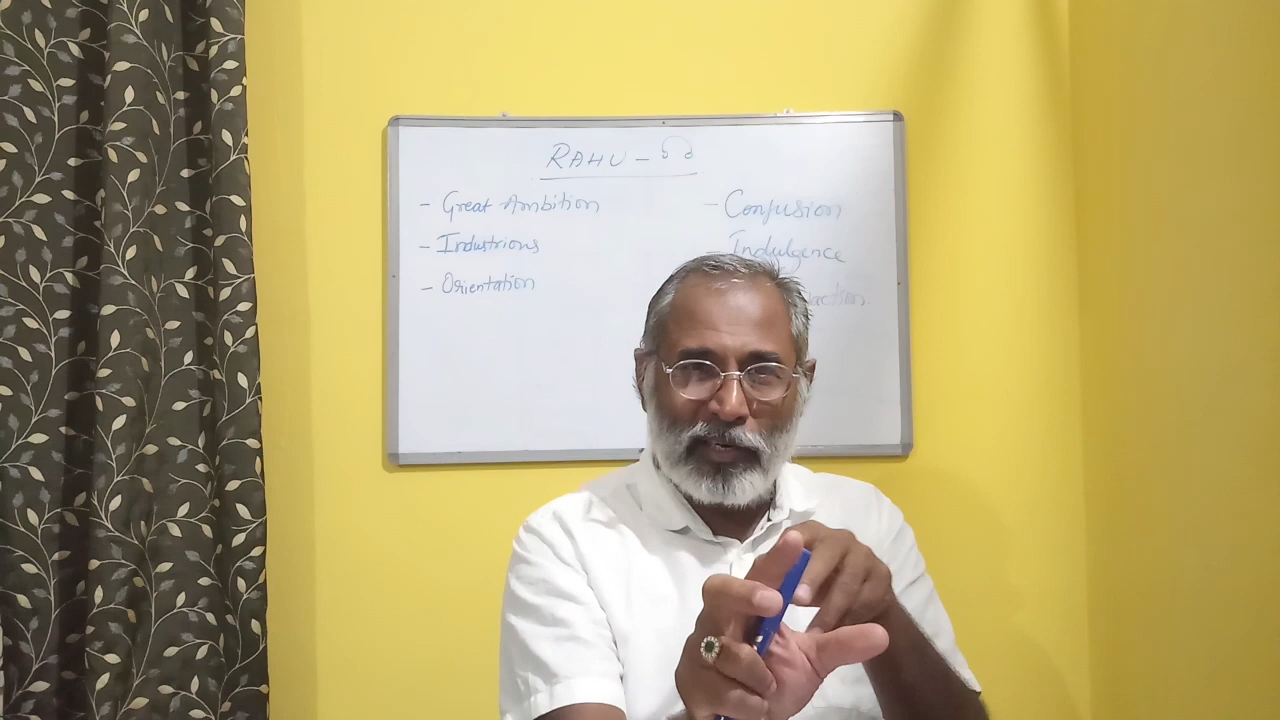 RAHU - ☊
- Great Ambition
- Industrious
- Orientation
- Confusion
- Indulgence